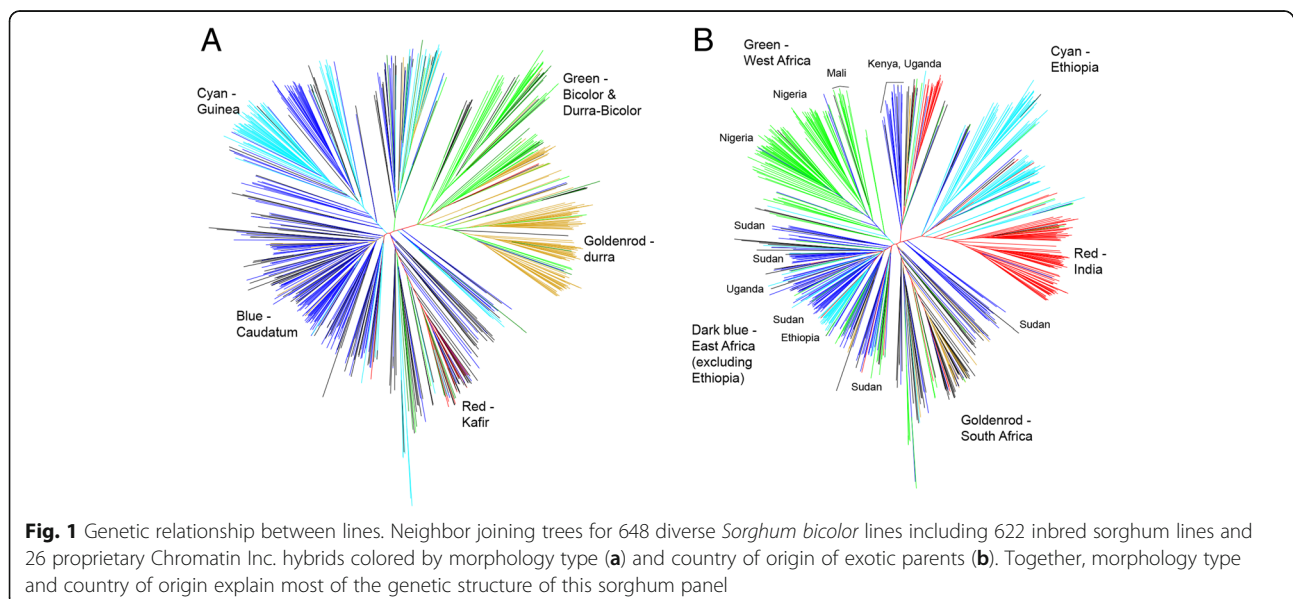 A
Cyan -
Guinea
Green -
Bicolor &
Durra-Bicolor
Goldenrod -
durra
Blue -
Caudatum
Red -
Kafir
B
Green -
West Africa
Mali
Kenya, Uganda
Cyan -
Ethiopia
Nigeria
Nigeria
Sudan
Sudan
Red -
India
Uganda
Sudan
Sudan
Dark blue -
East Africa
(excluding
Ethiopia)
Ethiopia
Sudan
Goldenrod -
South Africa
Fig. 1 Genetic relationship between lines. Neighbor joining trees for 648 diverse Sorghum bicolor lines including 622 inbred sorghum lines and
26 proprietary Chromatin Inc. hybrids colored by morphology type (a) and country of origin of exotic parents (b). Together, morphology type
and country of origin explain most of the genetic structure of this sorghum panel